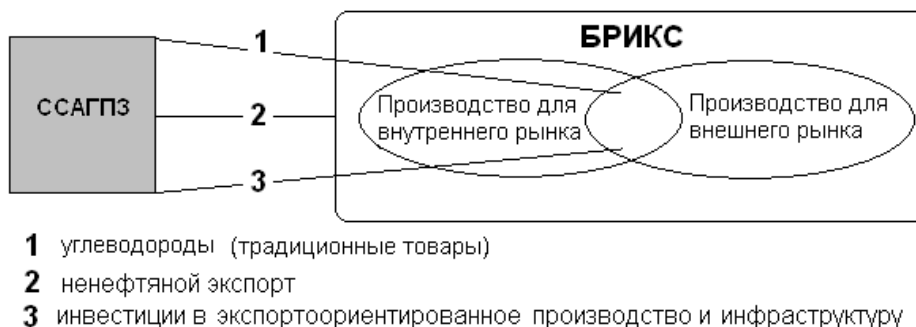 БРИКС
ССАГПЗ
1
2
3
Производство для
внутреннего рынка
Производство для
внешнего рынка
1 углеводороды (традиционные товары)
2 ненефтяной экспорт
3 инвестиции в экспортоориентированное производство и инфраструктуру